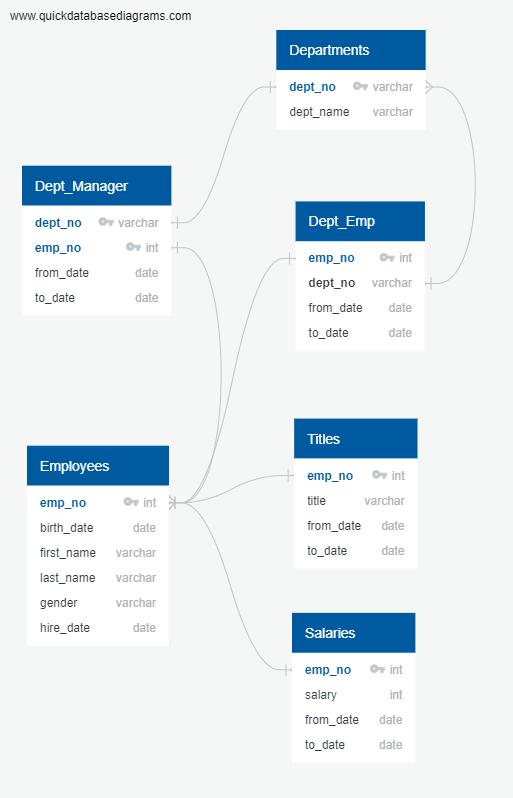 www.quickdatabasediagrams.com
Departments
dept_no varchar
dept_name varchar
Dept_Manager
dept_no varchar
emp_no int
from_date date
to_date date
Dept_Emp
emp_no int
dept_no varchar
from_date date
to_date date
Employees
emp_no int
birth_date date
first_name varchar
last_name varchar
gender varchar
hire_date date
Titles
emp_no int
title varchar
from_date date
to_date date
Salaries
emp_no int
salary int
from_date date
to_date date